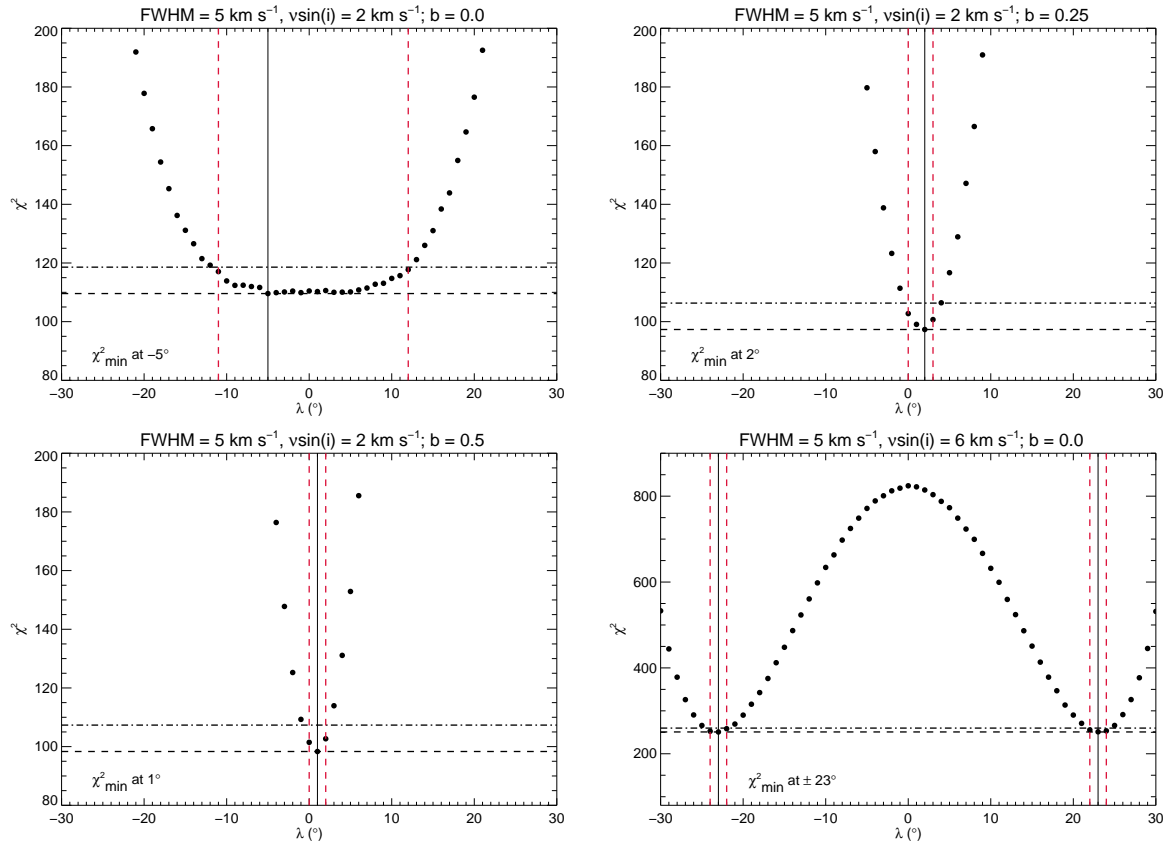 FWHM = 5 km s⁻¹, νsin(i) = 2 km s⁻¹; b = 0.0
200
180
160
140
120
100
80
χ²
χ²min at −5°
−30 −20 −10 0 10 20 30
λ (°)
FWHM = 5 km s⁻¹, νsin(i) = 2 km s⁻¹; b = 0.25
200
180
160
140
120
100
80
χ²
χ²min at 2°
−30 −20 −10 0 10 20 30
λ (°)
FWHM = 5 km s⁻¹, νsin(i) = 2 km s⁻¹; b = 0.5
200
180
160
140
120
100
80
χ²
χ²min at 1°
−30 −20 −10 0 10 20 30
λ (°)
FWHM = 5 km s⁻¹, νsin(i) = 6 km s⁻¹; b = 0.0
800
600
400
200
χ²
χ²min at ± 23°
−30 −20 −10 0 10 20 30
λ (°)